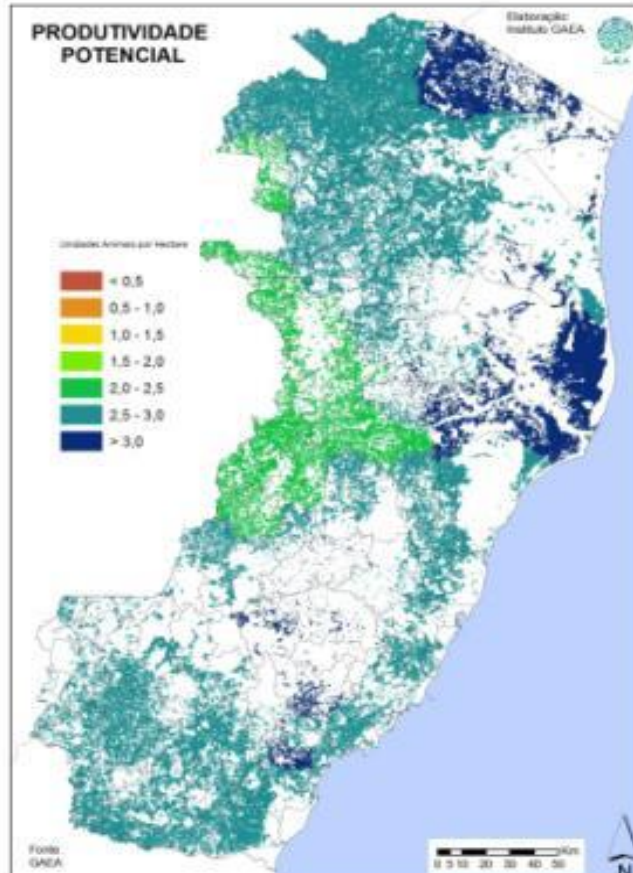 PRODUTIVIDADE
POTENCIAL
Elaboração:
Instituto GAEA
GAEA
Unidades Animais por Hectare
< 0,5
0,5 - 1,0
1,0 - 1,5
1,5 - 2,0
2,0 - 2,5
2,5 - 3,0
> 3,0
Fonte
GAEA
Km
0 5 10 20 30 40 50
N